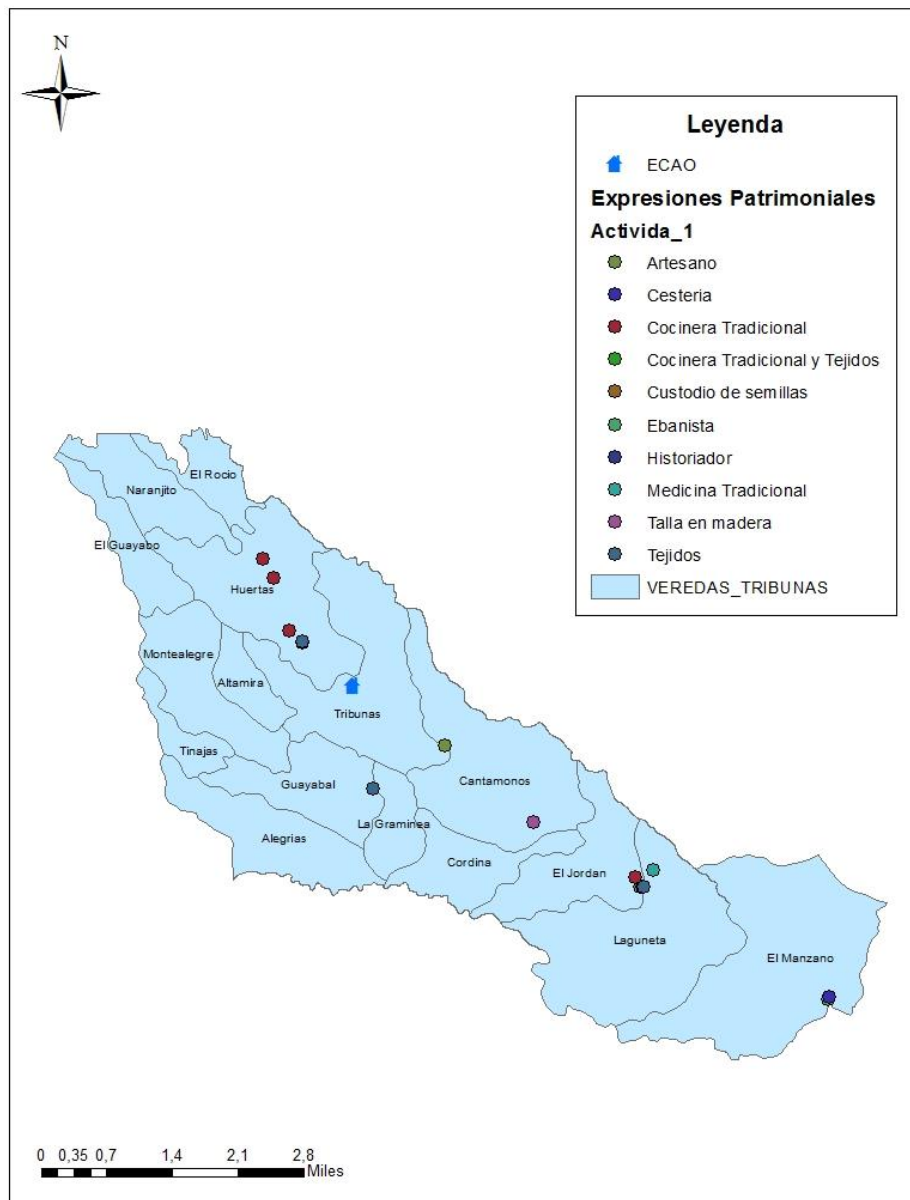 N
Leyenda
ECAO
Expresiones Patrimoniales
Activida_1
Artesano
Cesteria
Cocinera Tradicional
Cocinera Tradicional y Tejidos
Custodio de semillas
Ebanista
Historiador
Medicina Tradicional
Talla en madera
Tejidos
VEREDAS_TRIBUNAS
El Rocio
Naranjito
El Guayabo
Huertas
Montealegre
Altamira
Tribunas
Tinajas
Guayabal
Cantamonos
La Graminea
Alegrias
Cordina
El Jordan
Laguneta
El Manzano
0 0,35 0,7 1,4 2,1 2,8
Miles